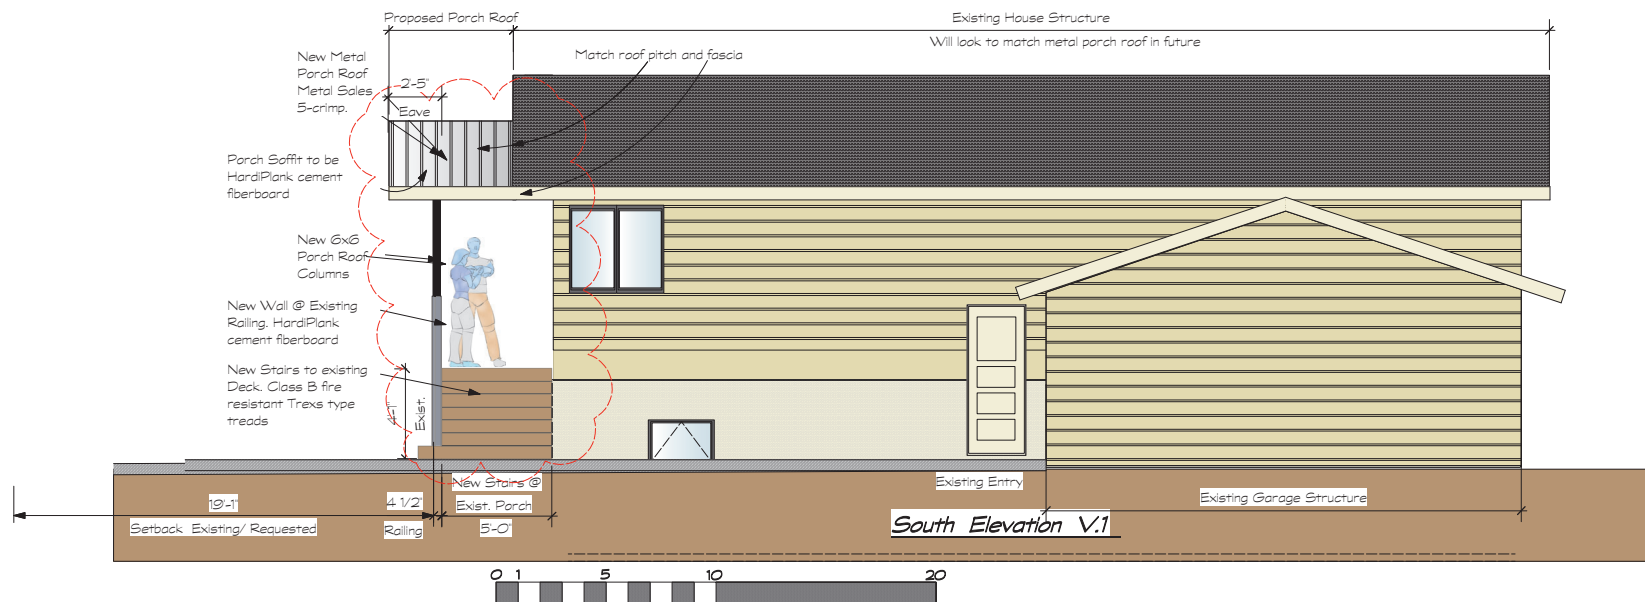 Proposed Porch Roof
Existing House Structure
Will look to match metal porch roof in future
Match roof pitch and fascia
New Metal
Porch Roof
Metal Sales
5-crimp.
2'-5"
Eave
Porch Soffit to be
HardiPlank cement
fiberboard
New 6x6
Porch Roof
Columns
New Wall @ Existing
Railing. HardiPlank
cement fiberboard
New Stairs to existing
Deck. Class B fire
resistant Trexs type
treads
4'-1"
Exist.
19'-1"
Setback Existing/ Requested
4 1/2"
Railing
New Stairs @
Exist. Porch
5'-0"
Existing Entry
Existing Garage Structure
South Elevation V.1
0 1 5 10 20